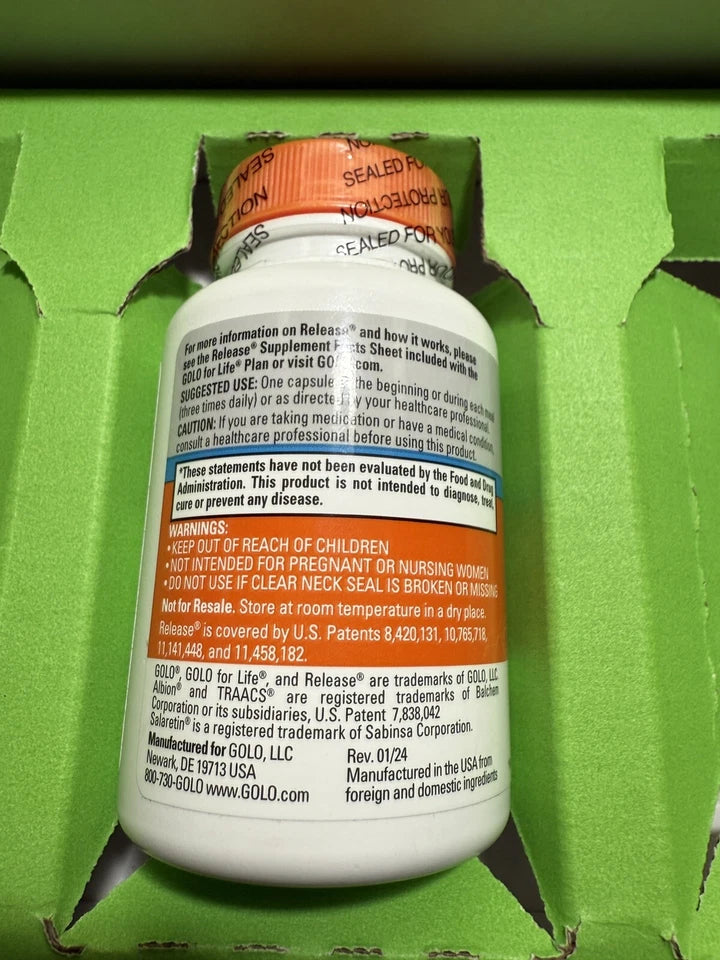 SEALED
NO
SEALED FO
TION
R PROTECTION
SEALED FOR YO
SEAL
UR PRO
For more information on Release® and how it works, please
see the Release® Supplement Facts Sheet included with the
GOLO for Life® Plan or visit GOLO.com.
SUGGESTED USE: One capsule at the beginning or during each meal
(three times daily) or as directed by your healthcare professional.
CAUTION: If you are taking medication or have a medical condition,
consult a healthcare professional before using this product.
*These statements have not been evaluated by the Food and Drug
Administration. This product is not intended to diagnose, treat,
cure or prevent any disease.
WARNINGS:
• KEEP OUT OF REACH OF CHILDREN
• NOT INTENDED FOR PREGNANT OR NURSING WOMEN
• DO NOT USE IF CLEAR NECK SEAL IS BROKEN OR MISSING
Not for Resale. Store at room temperature in a dry place.
Release® is covered by U.S. Patents 8,420,131, 10,765,718,
11,141,448, and 11,458,182.
GOLO®, GOLO for Life®, and Release® are trademarks of GOLO, LLC.
Albion® and TRAACS® are registered trademarks of Balchem
Corporation or its subsidiaries, U.S. Patent 7,838,042
Salaretin® is a registered trademark of Sabinsa Corporation.
Manufactured for GOLO, LLC
Newark, DE 19713 USA
800-730-GOLO www.GOLO.com
Rev. 01/24
Manufactured in the USA from
foreign and domestic ingredients